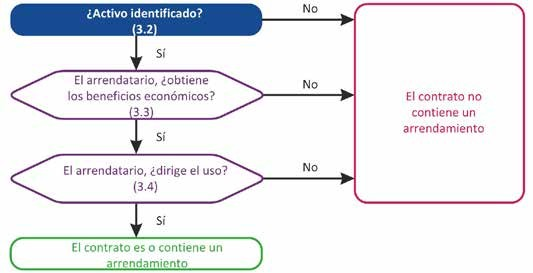 ¿Activo identificado?
(3.2)
No
Sí
El arrendatario, ¿obtiene
los beneficios económicos?
(3.3)
No
El contrato no
contiene un
arrendamiento
Sí
El arrendatario, ¿dirige el uso?
(3.4)
No
Sí
El contrato es o contiene un
arrendamiento